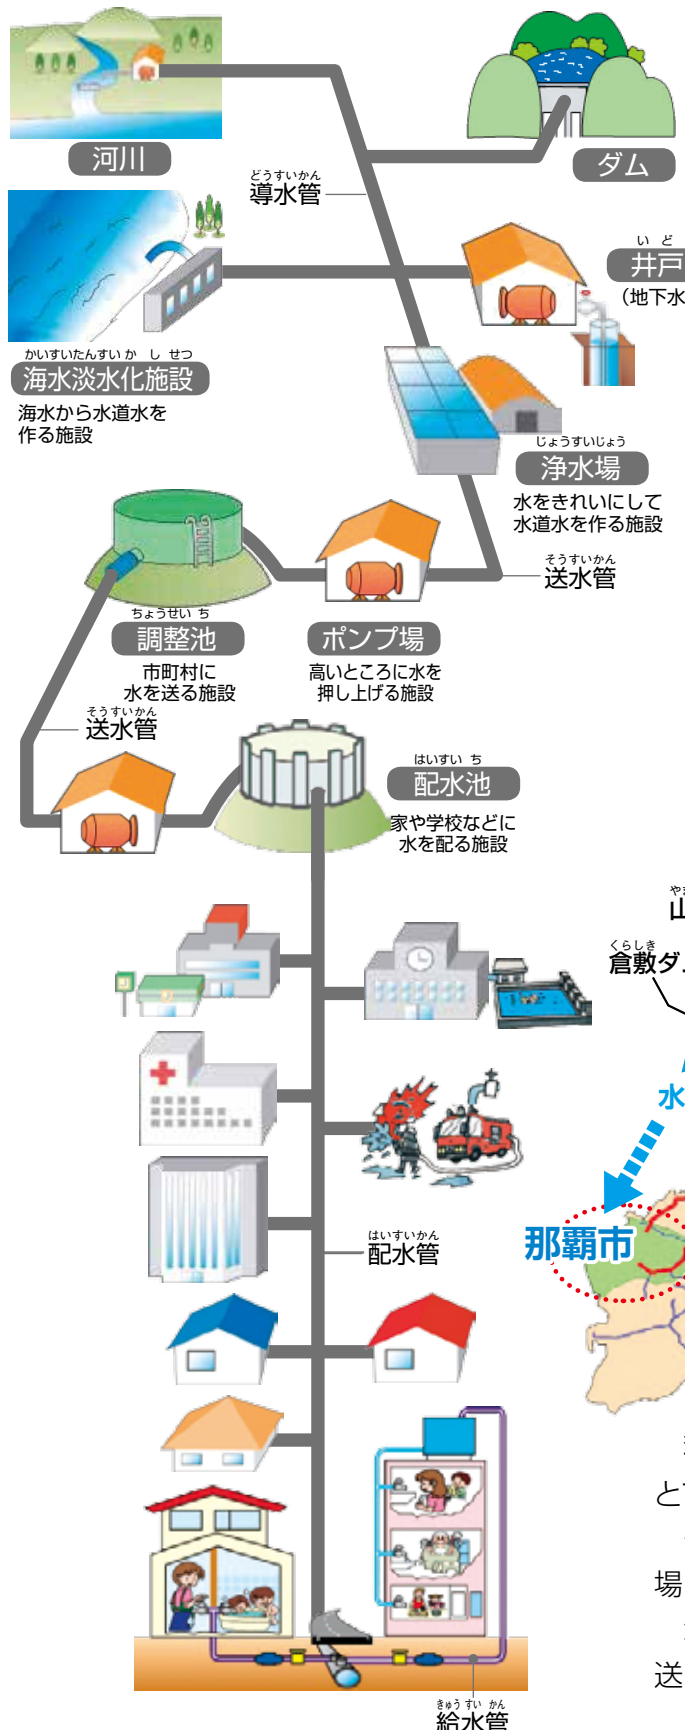 河川
ダム
どうすいかん
導水管
いど
井戸
（地下水
かいすいたんすいかしせつ
海水淡水化施設
海水から水道水を
作る施設
じょうすいじょう
浄水場
水をきれいにして
水道水を作る施設
そうすいかん
送水管
ちょうせいち
調整池
市町村に
水を送る施設
ポンプ場
高いところに水を
押し上げる施設
そうすいかん
送水管
はいすいち
配水池
家や学校などに
水を配る施設
くらしき
倉敷ダ
水
那覇市
はいすいかん
配水管
と
場
送
きゅうすいかん
給水管